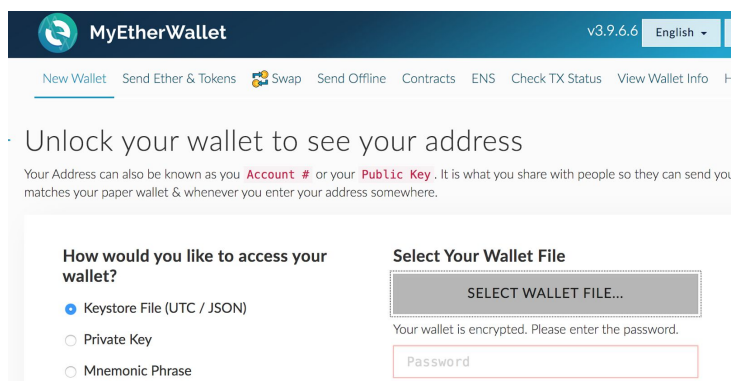 MyEtherWallet
v3.9.6.6 English
New Wallet Send Ether & Tokens Swap Send Offline Contracts ENS Check TX Status View Wallet Info H
Unlock your wallet to see your address
Your Address can also be known as you Account # or your Public Key. It is what you share with people so they can send you
matches your paper wallet & whenever you enter your address somewhere.
How would you like to access your
wallet?
Keystore File (UTC / JSON)
Private Key
Mnemonic Phrase
Select Your Wallet File
SELECT WALLET FILE...
Your wallet is encrypted. Please enter the password.
Password